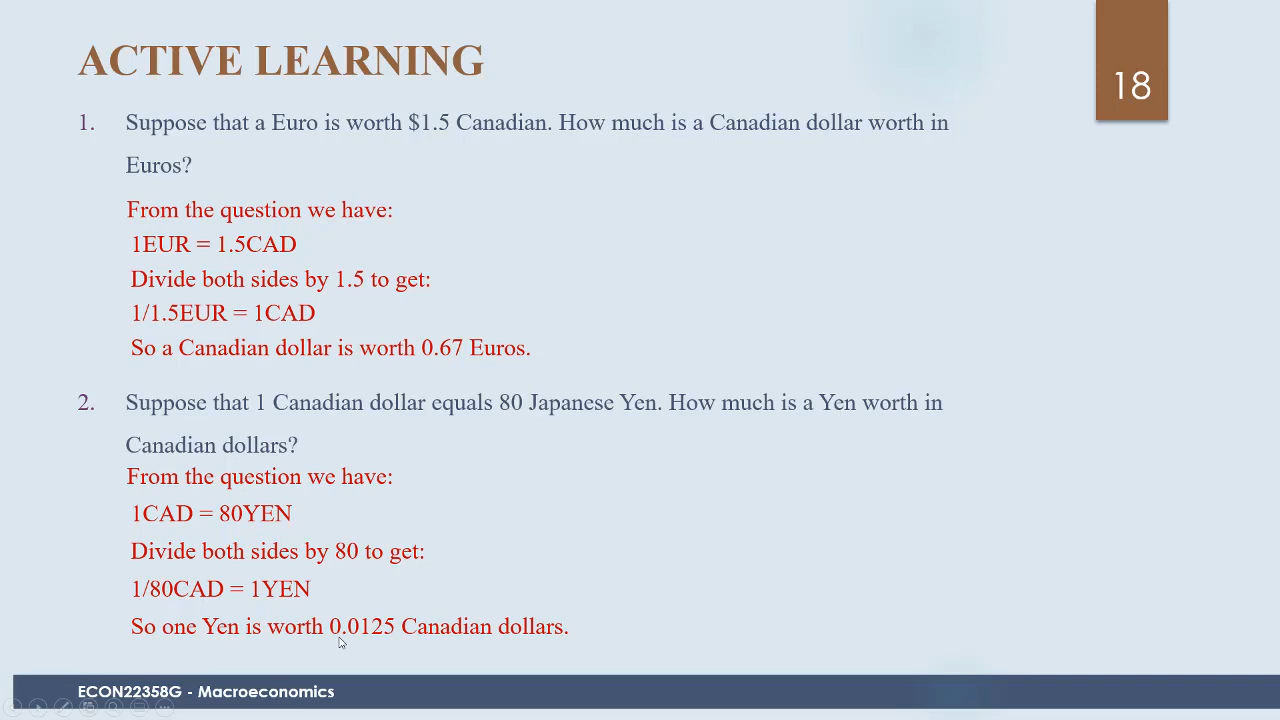 ACTIVE LEARNING
18
1. Suppose that a Euro is worth $1.5 Canadian. How much is a Canadian dollar worth in
Euros?
From the question we have:
1EUR = 1.5CAD
Divide both sides by 1.5 to get:
1/1.5EUR = 1CAD
So a Canadian dollar is worth 0.67 Euros.
2. Suppose that 1 Canadian dollar equals 80 Japanese Yen. How much is a Yen worth in
Canadian dollars?
From the question we have:
1CAD = 80YEN
Divide both sides by 80 to get:
1/80CAD = 1YEN
So one Yen is worth 0.0125 Canadian dollars.
ECON22358G - Macroeconomics